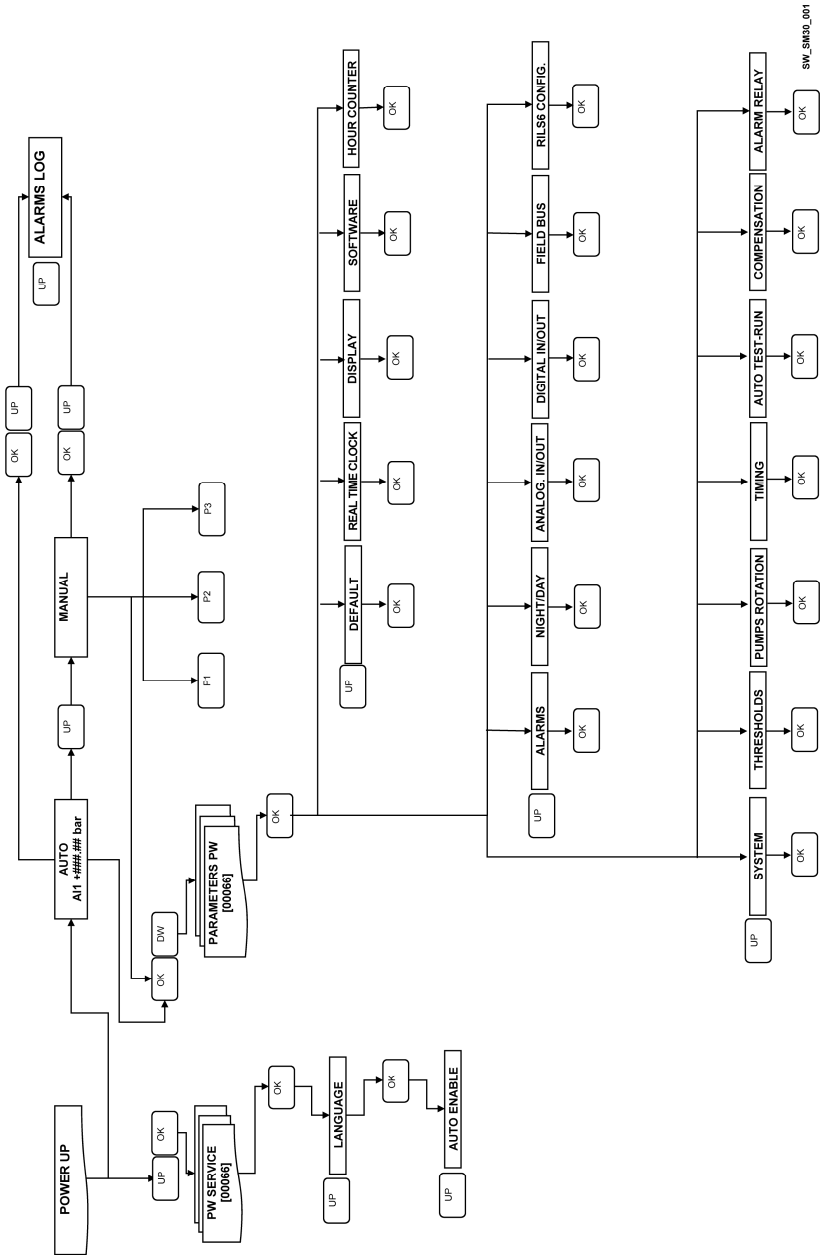 POWER UP
UP
OK
PW SERVICE
[00066]
OK
LANGUAGE
UP
OK
AUTO ENABLE
UP
AUTO
AI1 +###.## bar
UP
MANUAL
OK
UP
OK
UP
ALARMS LOG
UP
F1
P2
P3
OK
DW
PARAMETERS PW
[00066]
OK
UF
DEFAULT
OK
REAL TIME CLOCK
OK
DISPLAY
OK
SOFTWARE
OK
HOUR COUNTER
OK
UP
ALARMS
OK
NIGHT/DAY
OK
ANALOG. IN/OUT
OK
DIGITAL IN/OUT
OK
FIELD BUS
OK
RILS6 CONFIG.
OK
UP
SYSTEM
OK
THRESHOLDS
OK
PUMPS ROTATION
OK
TIMING
OK
AUTO TEST-RUN
OK
COMPENSATION
OK
ALARM RELAY
OK
SW_SM30_001